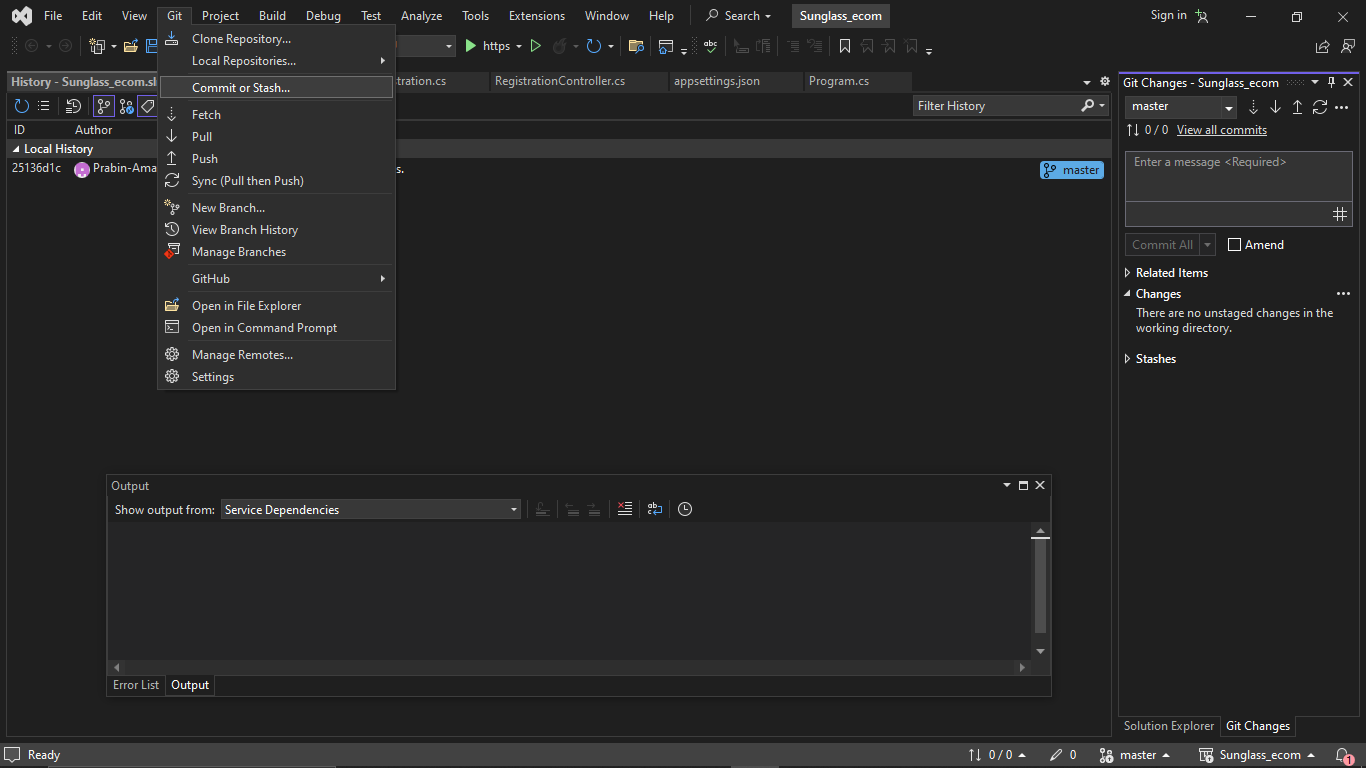 File Edit View Git Project Build Debug Test Analyze Tools Extensions Window Help Search Sunglass_ecom Sign in
https
History - Sunglass_ecom.sl tration.cs RegistrationController.cs appsettings.json Program.cs
Filter History
ID Author
Local History
25136d1c Prabin-Ama s. master
Clone Repository...
Local Repositories...
Commit or Stash...
Fetch
Pull
Push
Sync (Pull then Push)
New Branch...
View Branch History
Manage Branches
GitHub
Open in File Explorer
Open in Command Prompt
Manage Remotes...
Settings
Git Changes - Sunglass_ecom
master
0 / 0 View all commits
Enter a message <Required>
Commit All Amend
Related Items
Changes
There are no unstaged changes in the
working directory.
Stashes
Output
Show output from: Service Dependencies
Error List Output
Solution Explorer Git Changes
Ready 0 / 0 0 master Sunglass_ecom 1